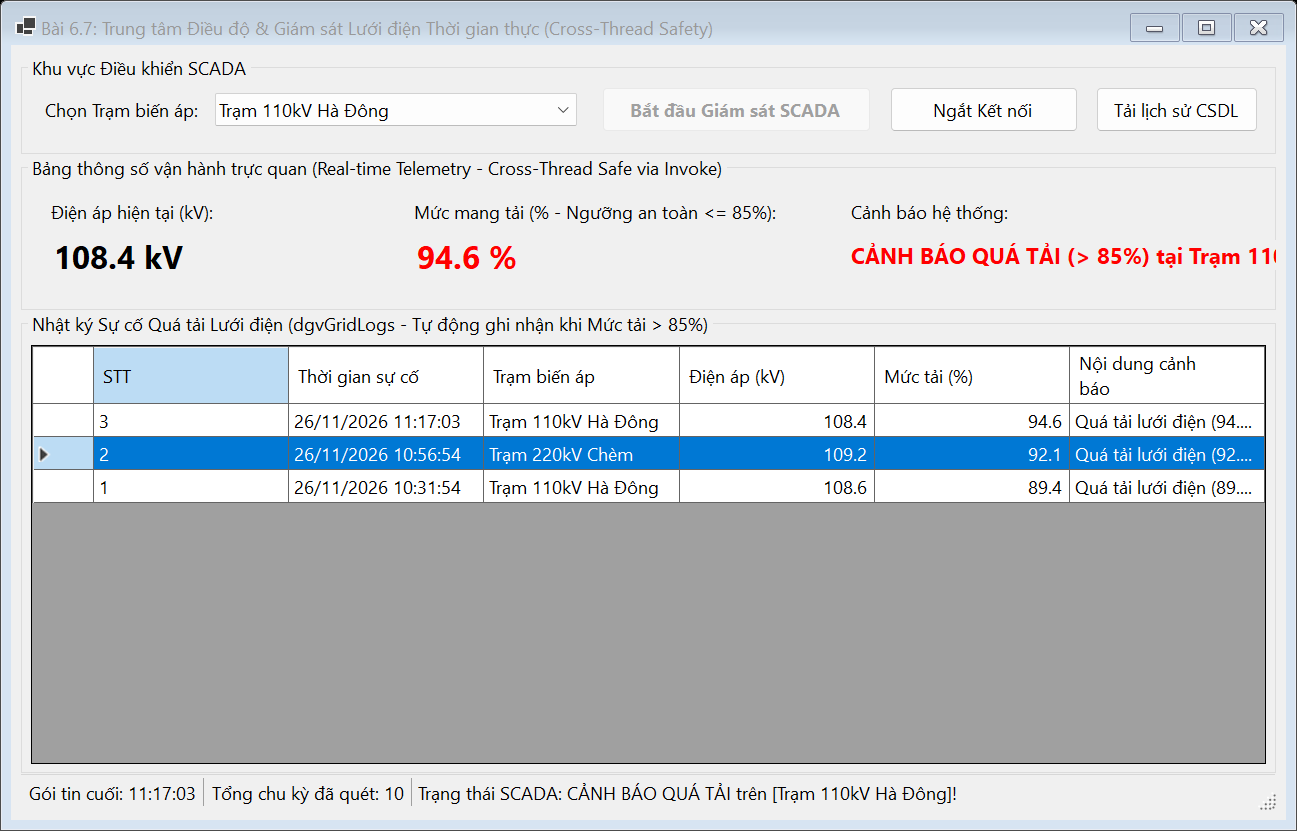 Bài 6.7: Trung tâm Điều độ & Giám sát Lưới điện Thời gian thực (Cross-Thread Safety)
Khu vực Điều khiển SCADA
Chọn Trạm biến áp: Trạm 110kV Hà Đông Bắt đầu Giám sát SCADA Ngắt Kết nối Tải lịch sử CSDL
Bảng thông số vận hành trực quan (Real-time Telemetry - Cross-Thread Safe via Invoke)
Điện áp hiện tại (kV): Mức mang tải (% - Ngưỡng an toàn <= 85%): Cảnh báo hệ thống:
108.4 kV 94.6 % CẢNH BÁO QUÁ TẢI (> 85%) tại Trạm 110
Nhật ký Sự cố Quá tải Lưới điện (dgvGridLogs - Tự động ghi nhận khi Mức tải > 85%)
STT Thời gian sự cố Trạm biến áp Điện áp (kV) Mức tải (%) Nội dung cảnh
báo
3 26/11/2026 11:17:03 Trạm 110kV Hà Đông 108.4 94.6 Quá tải lưới điện (94....
2 26/11/2026 10:56:54 Trạm 220kV Chèm 109.2 92.1 Quá tải lưới điện (92....
1 26/11/2026 10:31:54 Trạm 110kV Hà Đông 108.6 89.4 Quá tải lưới điện (89....
Gói tin cuối: 11:17:03 Tổng chu kỳ đã quét: 10 Trạng thái SCADA: CẢNH BÁO QUÁ TẢI trên [Trạm 110kV Hà Đông]!